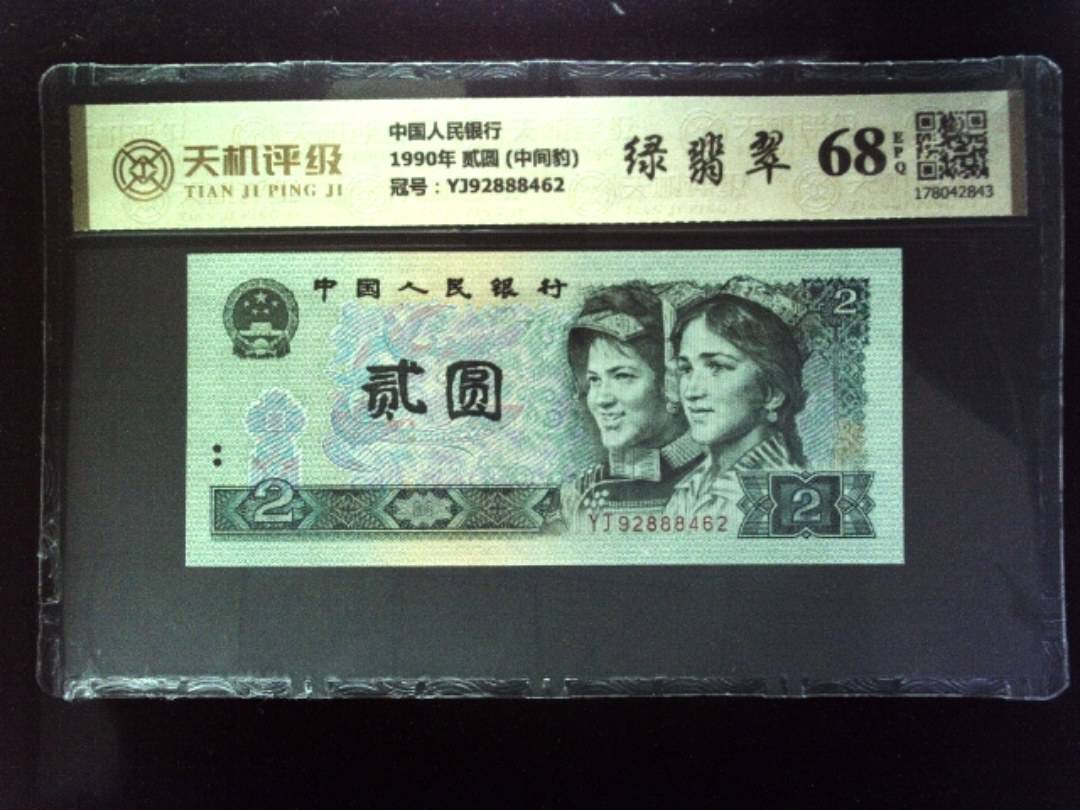 天机评级
TIAN JI PING JI
中国人民银行
1990年 贰圆 (中间豹)
冠号：YJ92888462
绿翡翠
68
EPQ
178042843
中国人民银行
2
贰圆
2
YJ92888462
2